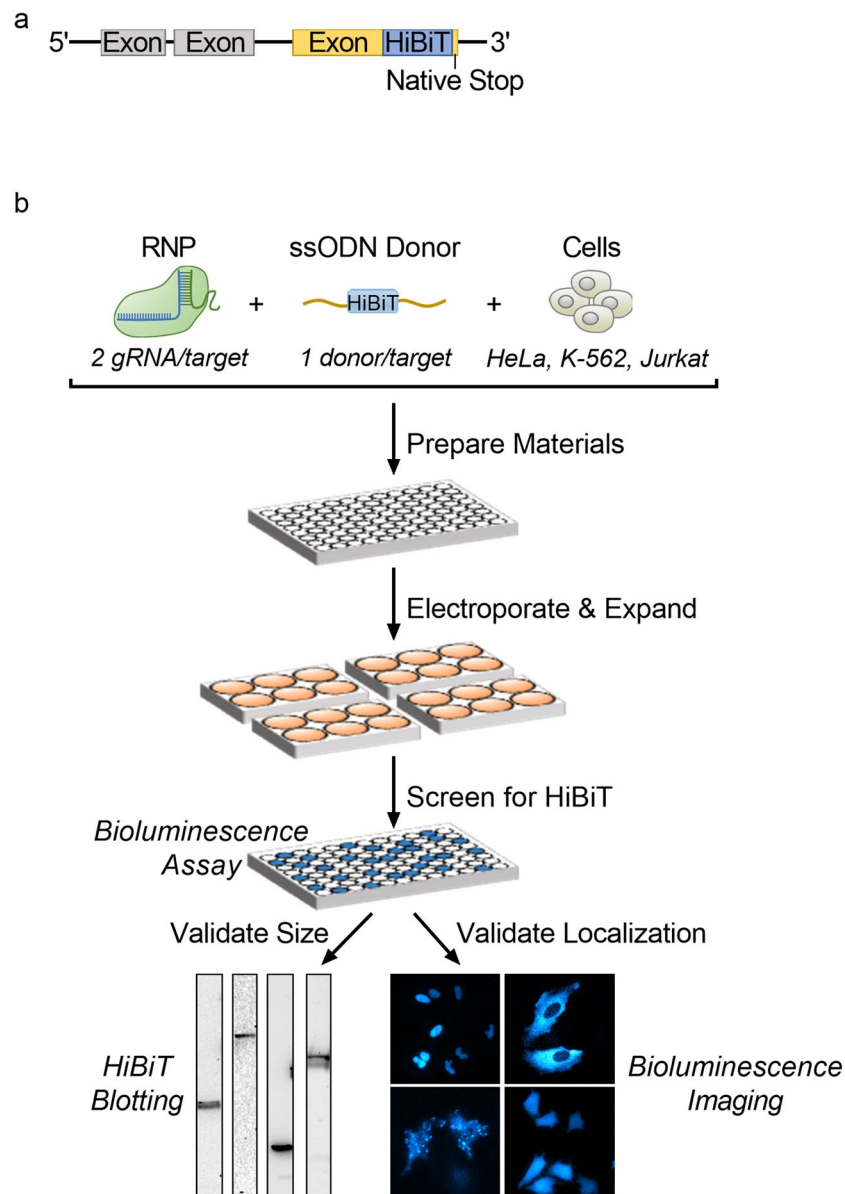 a
5' Exon Exon Exon HiBiT 3'
Native Stop
b
RNP ssODN Donor Cells
+ HiBiT +
2 gRNA/target 1 donor/target HeLa, K-562, Jurkat
Prepare Materials
Electroporate & Expand
Screen for HiBiT
Bioluminescence
Assay
Validate Size Validate Localization
HiBiT
Blotting
Bioluminescence
Imaging